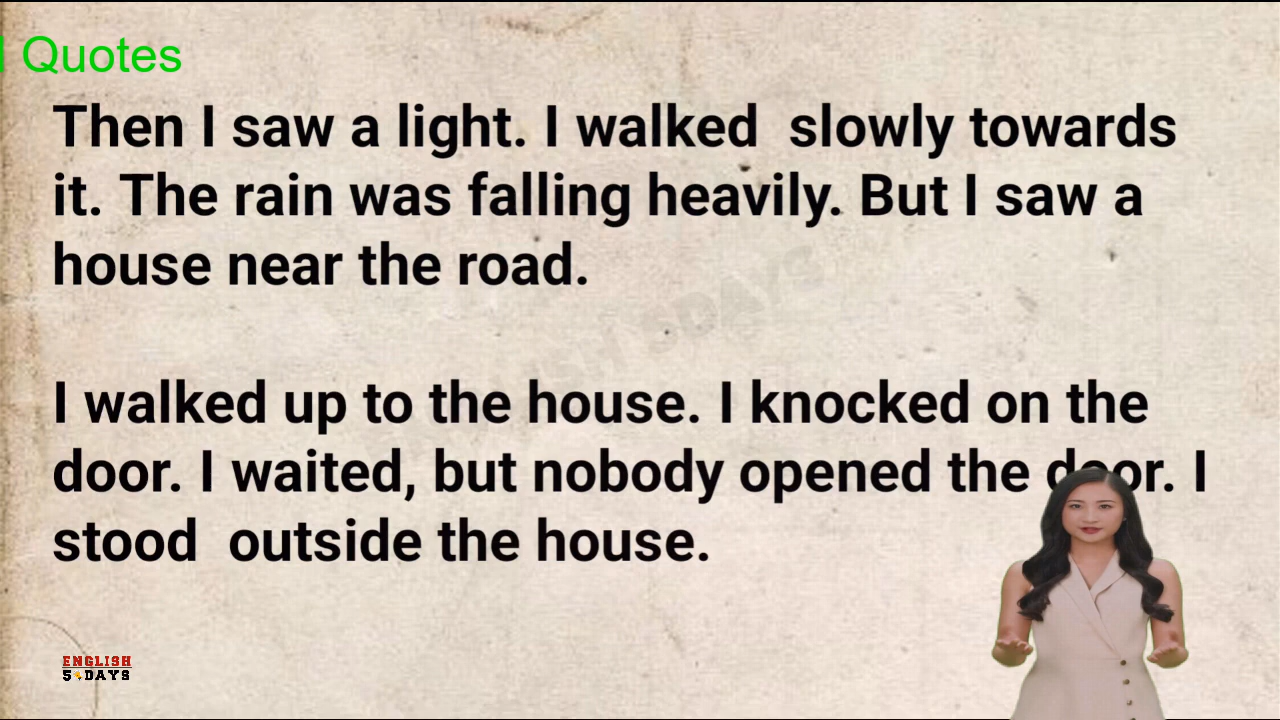 Quotes
Then I saw a light. I walked  slowly towards
it. The rain was falling heavily. But I saw a
house near the road.
I walked up to the house. I knocked on the
door. I waited, but nobody opened the door. I
stood  outside the house.
ENGLISH
5 DAYS